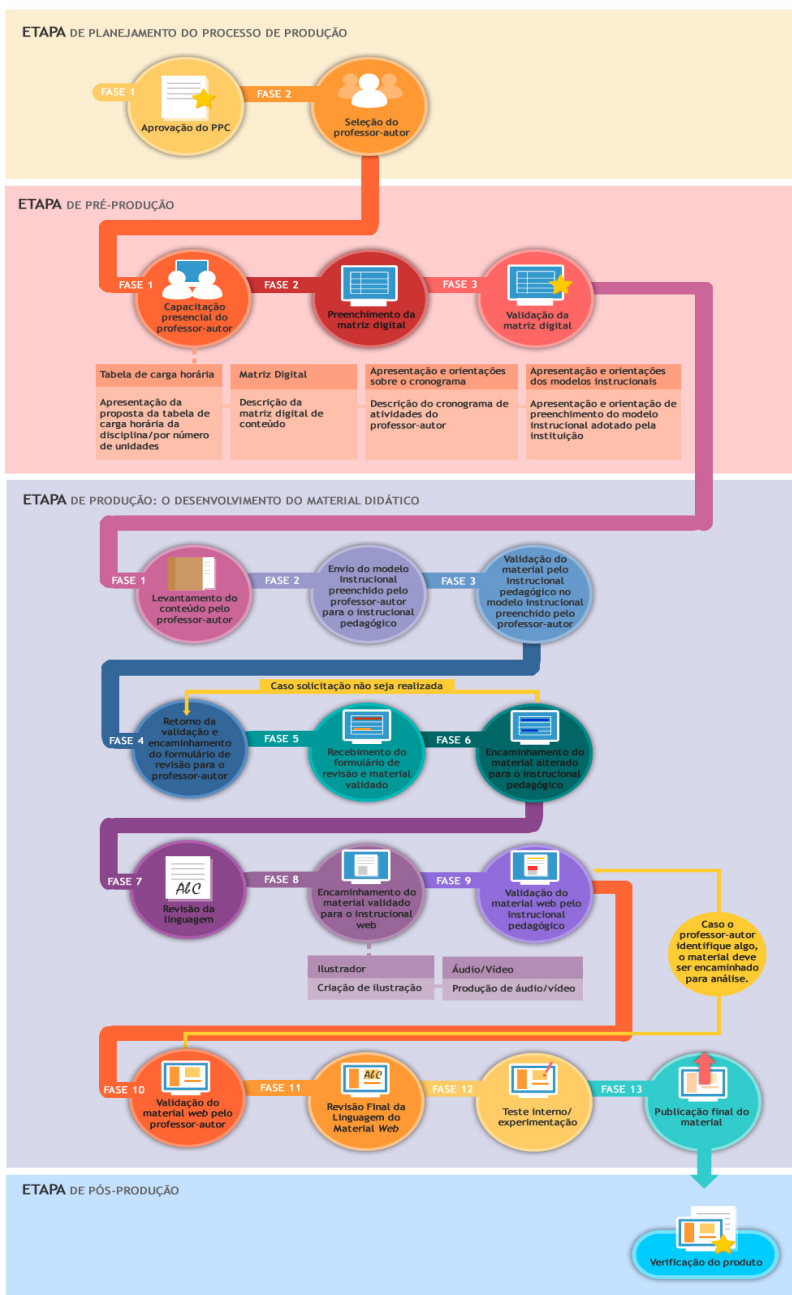 ETAPA DE PLANEJAMENTO DO PROCESSO DE PRODUÇÃO
FASE 1
Aprovação do PPC
FASE 2
Seleção do
professor-autor
ETAPA DE PRÉ-PRODUÇÃO
FASE 1
Capacitação
presencial do
professor-autor
FASE 2
Preenchimento da
matriz digital
FASE 3
Validação da
matriz digital
Tabela de carga horária
Apresentação da
proposta da tabela de
carga horária da
disciplina/por número
de unidades
Matriz Digital
Descrição da
matriz digital de
conteúdo
Apresentação e orientações
sobre o cronograma
Descrição do cronograma de
atividades do
professor-autor
Apresentação e orientações
dos modelos instrucionais
Apresentação e orientação de
preenchimento do modelo
instrucional adotado pela
instituição
ETAPA DE PRODUÇÃO: O DESENVOLVIMENTO DO MATERIAL DIDÁTICO
FASE 1
Levantamento do
conteúdo pelo
professor-autor
FASE 2
Envio do modelo
instrucional
preenchido pelo
professor-autor
para o instrucional
pedagógico
FASE 3
Validação do
material pelo
instrucional
pedagógico no
modelo instrucional
preenchido pelo
professor-autor
Caso solicitação não seja realizada
FASE 4
Retorno da
validação e
encaminhamento
do formulário de
revisão para o
professor-autor
FASE 5
Recebimento do
formulário de
revisão e material
validado
FASE 6
Encaminhamento do
material alterado
para o instrucional
pedagógico
FASE 7
ABC
Revisão da
linguagem
FASE 8
Encaminhamento do
material validado
para o instrucional
web
FASE 9
Validação do
material web pelo
instrucional
pedagógico
Caso o
professor-autor
identifique algo,
o material deve
ser encaminhado
para análise.
Ilustrador
Criação de ilustração
Áudio/Vídeo
Produção de áudio/vídeo
FASE 10
Validação do
material web pelo
professor-autor
FASE 11
ABC
Revisão Final da
Linguagem do
Material Web
FASE 12
Teste interno/
experimentação
FASE 13
Publicação final do
material
ETAPA DE PÓS-PRODUÇÃO
Verificação do produto